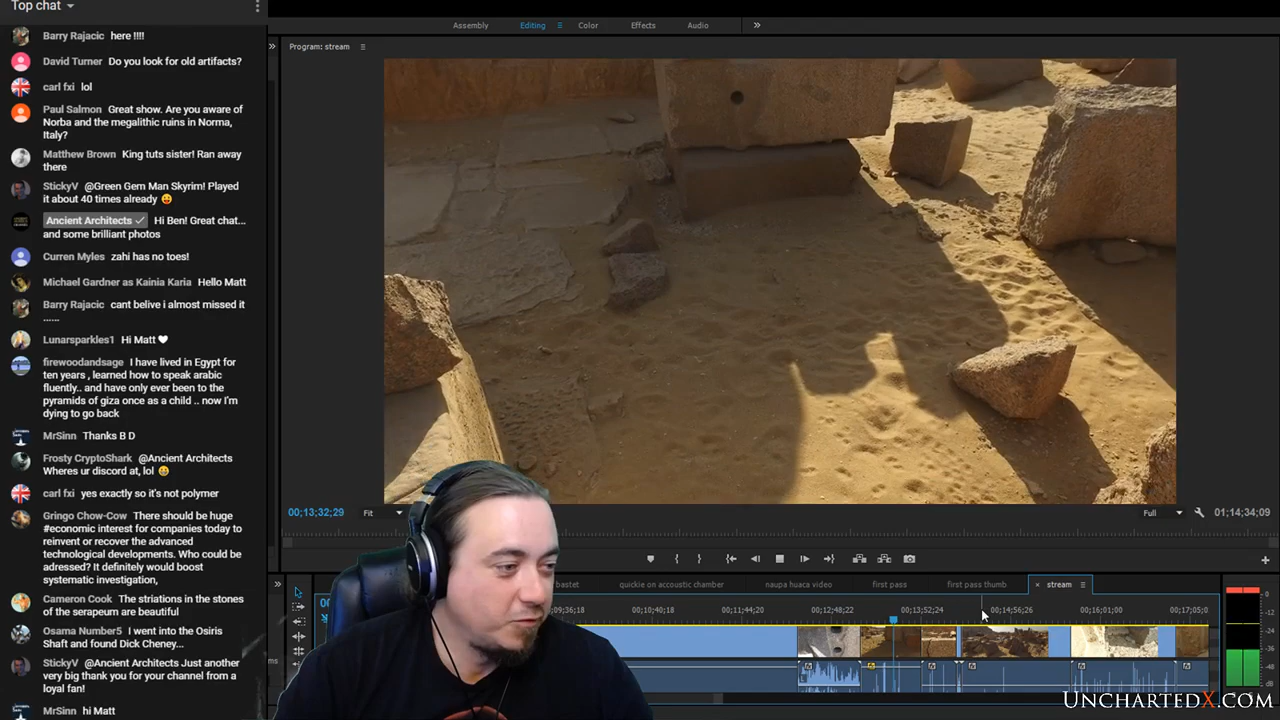 Top chat
Barry Rajacic here !!!!
David Turner Do you look for old artifacts?
carl fxi lol
Paul Salmon Great show. Are you aware of
Norba and the megalithic ruins in Norma,
Italy?
Matthew Brown King tuts sister! Ran away
there
StickyV @Green Gem Man Skyrim! Played
it about 40 times already
Ancient Architects Hi Ben! Great chat...
and some brilliant photos
Curren Myles zahi has no toes!
Michael Gardner as Kainia Karia Hello Matt
Barry Rajacic cant belive i almost missed it
......
Lunarsparkles1 Hi Matt
firewoodandsage I have lived in Egypt for
ten years , learned how to speak arabic
fluently.. and have only ever been to the
pyramids of giza once as a child .. now I'm
dying to go back
MrSinn Thanks B D
Frosty CryptoShark @Ancient Architects
Wheres ur discord at, lol
carl fxi yes exactly so it's not polymer
Gringo Chow-Cow There should be huge
#economic interest for companies today to
reinvent or recover the advanced
technological developments. Who could be
adressed? It definitely would boost
systematic investigation,
Cameron Cook The striations in the stones
of the serapeum are beautiful
Osama Number5 I went into the Osiris
Shaft and found Dick Cheney...
StickyV @Ancient Architects Just another
very big thank you for your channel from a
loyal fan!
MrSinn hi Matt
Assembly Editing Color Effects Audio
Program: stream
00;13;32;29 Fit Full 01;14;34;09
bastet quickie on accoustic chamber naupa huaca video first pass first pass thumb stream
;09;36;18 00;10;40;18 00;11;44;20 00;12;48;22 00;13;52;24 00;14;56;26 00;16;01;00 00;17;05;0
UNCHARTEDX.COM